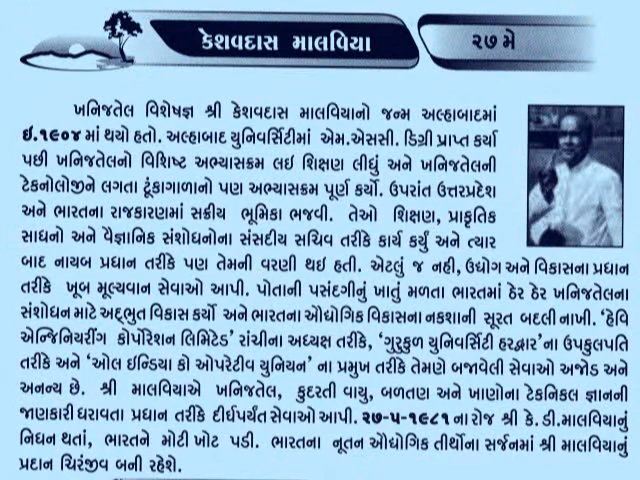 કેશવદાસ માલવિયા
૨૭ મે
ખનિજતેલ વિશેષજ્ઞ શ્રી કેશવદાસ માલવિયાનો જન્મ અલ્હાબાદમાં
ઈ.૧૯૦૪ માં થયો હતો. અલ્હાબાદ યુનિવર્સિટીમાં એમ.એસસી. ડિગ્રી પ્રાપ્ત કર્યા
પછી ખનિજતેલનો વિશિષ્ટ અભ્યાસક્રમ લઇ શિક્ષણ લીધું અને ખનિજતેલની
ટેકનોલોજીને લગતા ટૂંકાગાળાનો પણ અભ્યાસક્રમ પૂર્ણ કર્યો. ઉપરાંત ઉત્તરપ્રદેશ
અને ભારતના રાજકારણમાં સક્રીય ભૂમિકા ભજવી. તેઓ શિક્ષણ, પ્રાકૃતિક
સાધનો અને વૈજ્ઞાનિક સંશોધનોના સંસદીય સચિવ તરીકે કાર્ય કર્યું અને ત્યાર
બાદ નાયબ પ્રધાન તરીકે પણ તેમની વરણી થઇ હતી. એટલું જ નહી, ઉદ્યોગ અને વિકાસના પ્રધાન
તરીકે ખૂબ મૂલ્યવાન સેવાઓ આપી. પોતાની પસંદગીનું ખાતું મળતા ભારતમાં ઠેર ઠેર ખનિજતેલના
સંશોધન માટે અદ્ભુત વિકાસ કર્યો અને ભારતના ઔદ્યોગિક વિકાસના નકશાની સૂરત બદલી નાખી. ‘હેવિ
એન્જિનિયરીંગ કોર્પોરેશન લિમિટેડ’ રાંચીના અધ્યક્ષ તરીકે, ‘ગુરુકુળ યુનિવર્સિટી હરદ્વાર’ના ઉપકુલપતિ
તરીકે અને ‘ઓલ ઇન્ડિયા કો ઓપરેટીવ યુનિયન’ ના પ્રમુખ તરીકે તેમણે બજાવેલી સેવાઓ અજોડ અને
અનન્ય છે. શ્રી માલવિયાએ ખનિજતેલ, કુદરતી વાયુ, બળતણ અને ખાણોના ટેકનિકલ જ્ઞાનની
જાણકારી ધરાવતા પ્રધાન તરીકે દીર્ઘપર્યંત સેવાઓ આપી. ૨૭-૫-૧૯૮૧ ના રોજ શ્રી કે. ડી.માલવિયાનું
નિધન થતાં, ભારતને મોટી ખોટ પડી. ભારતના નૂતન ઔદ્યોગિક તીર્થોના સર્જનમાં શ્રી માલવિયાનું
પ્રદાન ચિરંજીવ બની રહેશે.